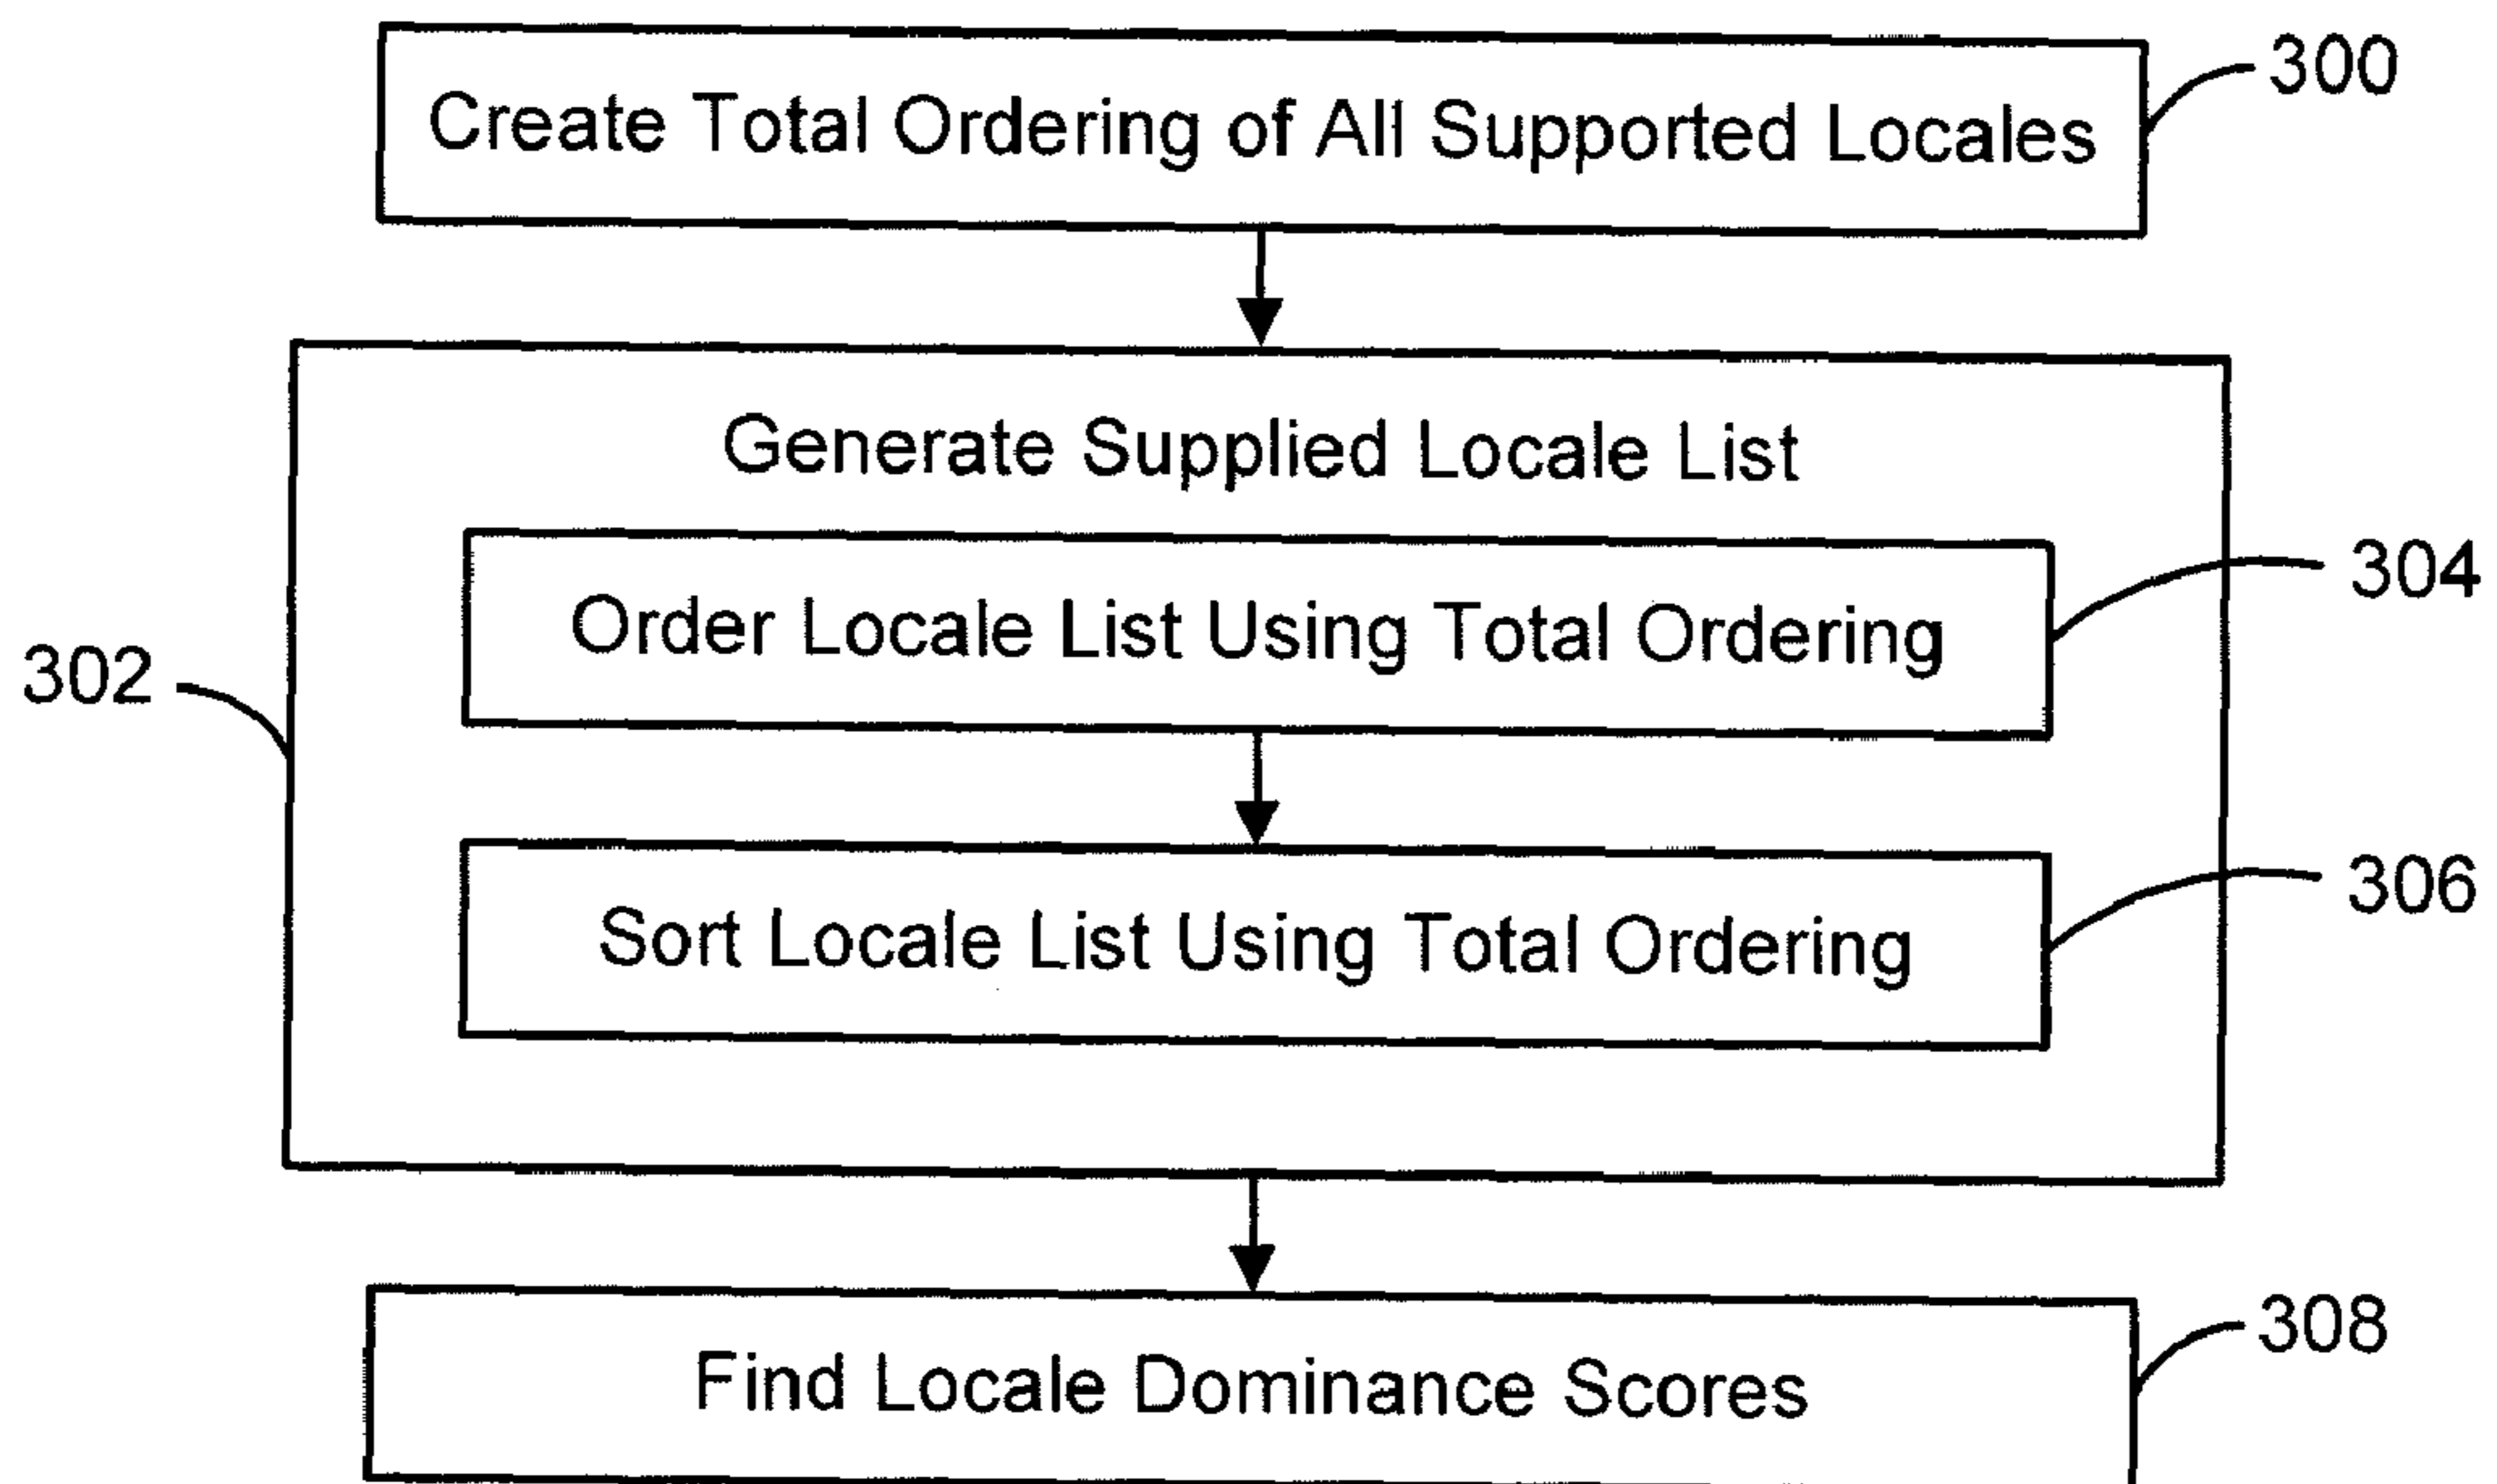 Create Total Ordering of All Supported Locales
300
Generate Supplied Locale List
304
Order Locale List Using Total Ordering
302
306
Sort Locale List Using Total Ordering
308
Find Locale Dominance Scores